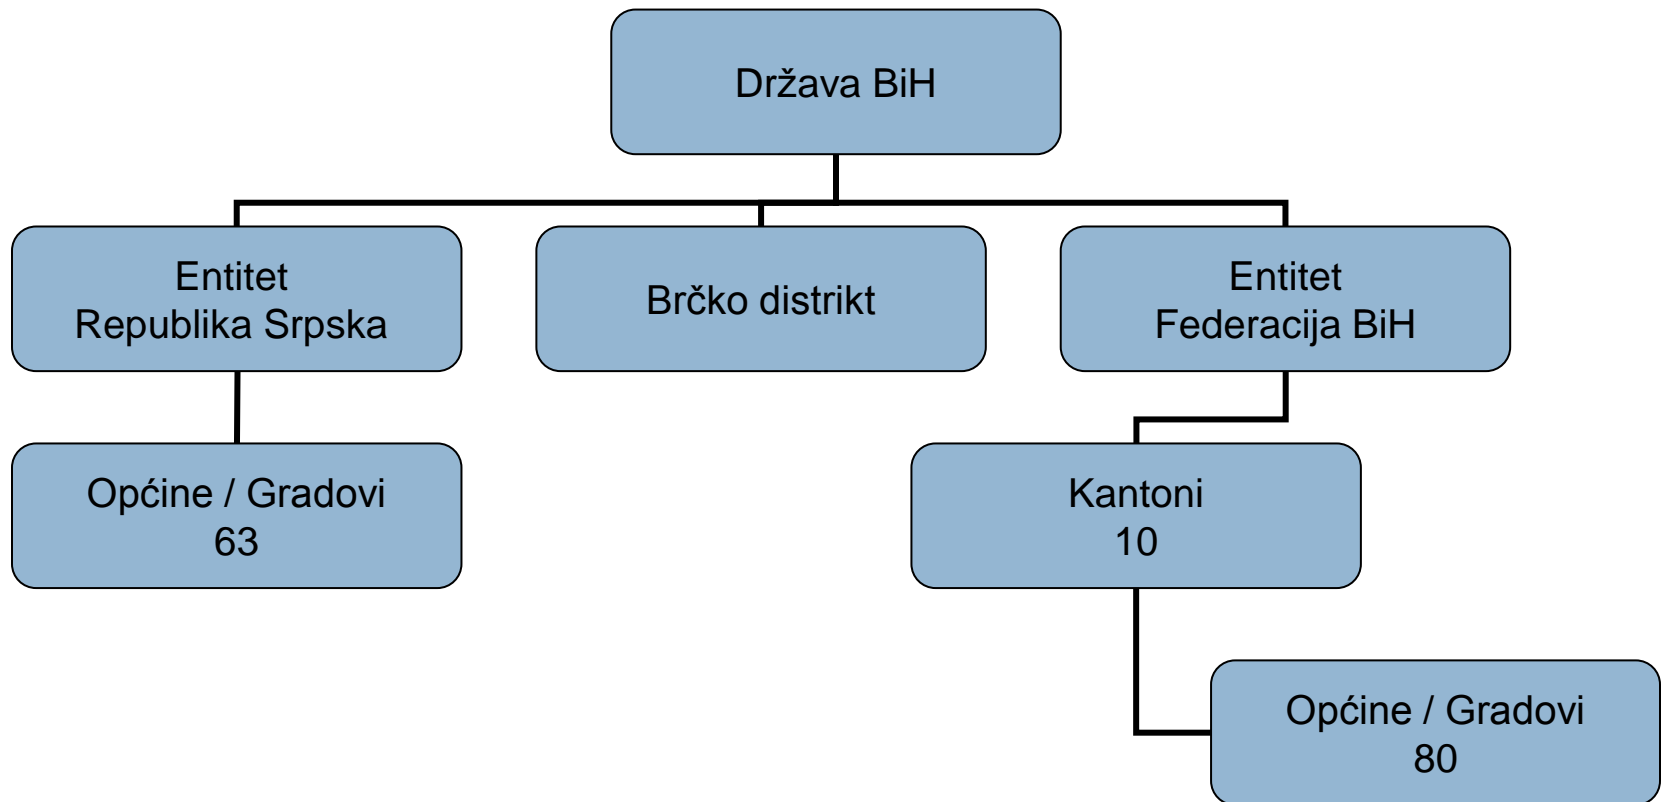 Država BiH
Entitet
Republika Srpska
Brčko distrikt
Entitet
Federacija BiH
Općine / Gradovi
63
Kantoni
10
Općine / Gradovi
80